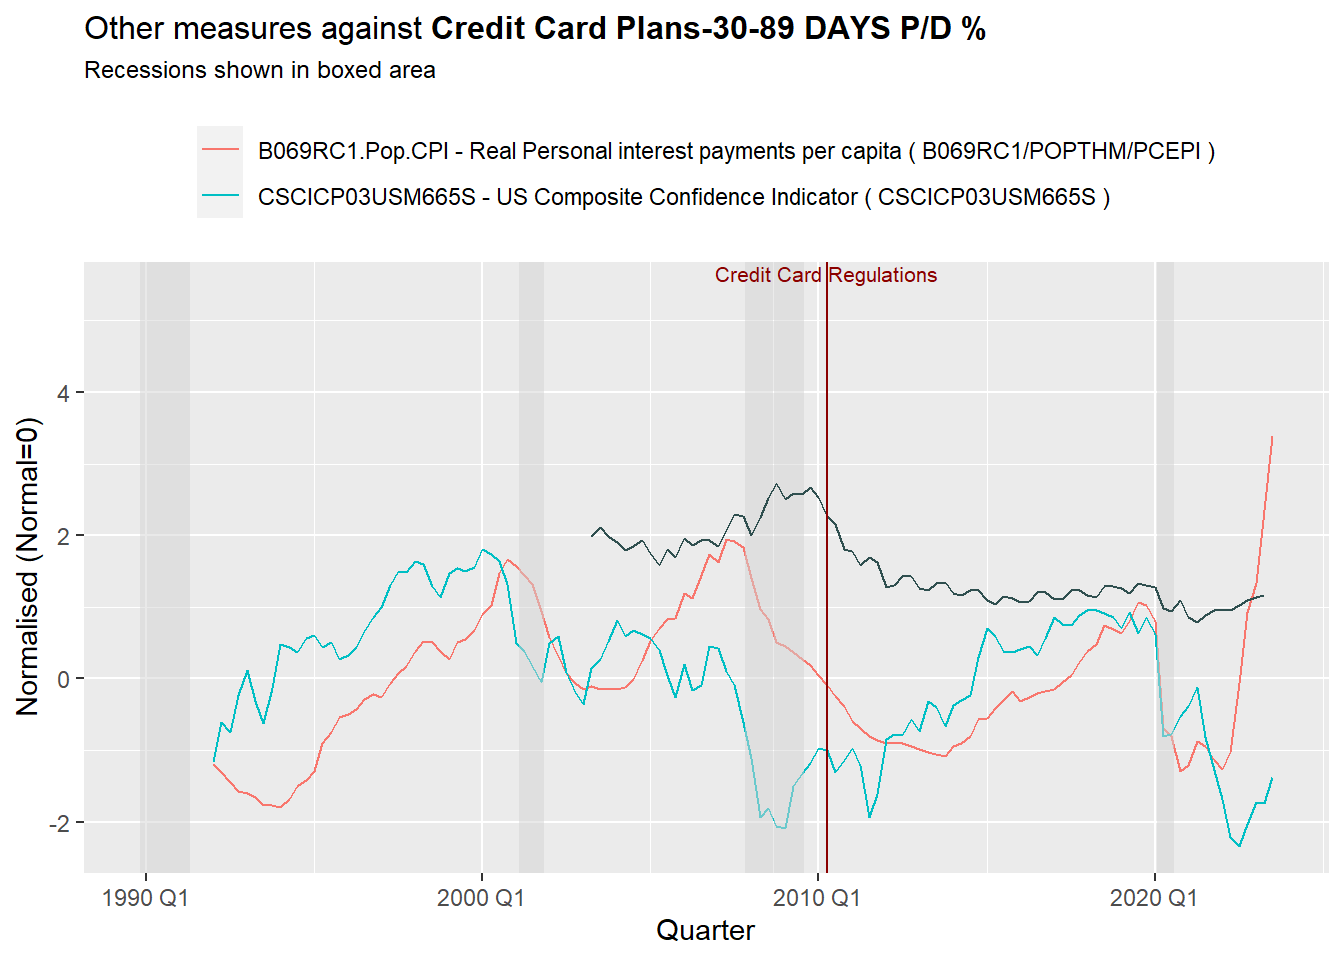 Other measures against Credit Card Plans-30-89 DAYS P/D %
Recessions shown in boxed area
B069RC1.Pop.CPI - Real Personal interest payments per capita ( B069RC1/POPTHM/PCEPI )
CSCICP03USM665S - US Composite Confidence Indicator ( CSCICP03USM665S )
Credit Card Regulations
Normalised (Normal=0)
4
2
0
-2
1990 Q1
2000 Q1
2010 Q1
2020 Q1
Quarter